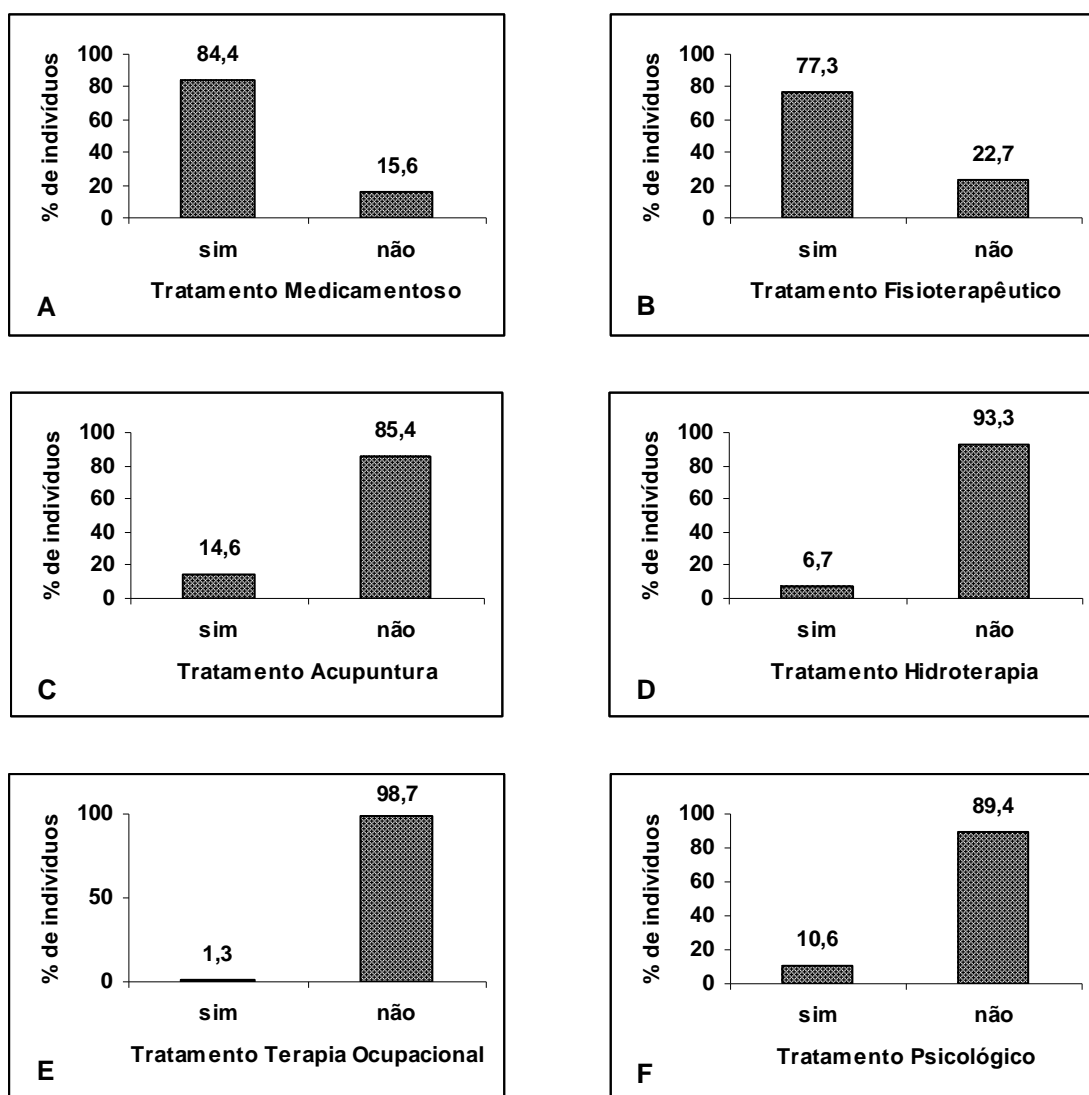 % de indivíduos
100
80
60
40
20
0
84,4
15,6
sim não
Tratamento Medicamentoso
A
% de indivíduos
100
80
60
40
20
0
77,3
22,7
sim não
Tratamento Fisioterapêutico
B
% de indivíduos
100
80
60
40
20
0
14,6
85,4
sim não
Tratamento Acupuntura
C
% de indivíduos
100
80
60
40
20
0
6,7
93,3
sim não
Tratamento Hidroterapia
D
% de indivíduos
100
50
0
1,3
98,7
sim não
Tratamento Terapia Ocupacional
E
% de indivíduos
100
80
60
40
20
0
10,6
89,4
sim não
Tratamento Psicológico
F